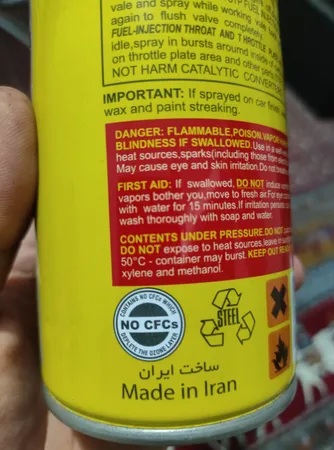 vale and spray while working
again to flush valve completely.
FUEL-INJECTION THROAT AND THROTTLE
idle,spray in bursts around inside of
on throttle plate area and other
NOT HARM CATALYTIC
IMPORTANT: If sprayed on car
wax and paint streaking.
DANGER: FLAMMABLE,POISON.VAPOR
BLINDNESS IF SWALLOWED.Use in a
heat sources,sparks(including those from
May cause eye and skin irritation.Do not
FIRST AID: If swallowed, DO NOT induce
vapors bother you,move to fresh air.For
with water for 15 minutes.If irritation
wash thoroughly with soap and water.
CONTENTS UNDER PRESSURE.DO NOT
DO NOT expose to heat sources,leave in
50°C - container may burst. KEEP OUT
xylene and methanol.
CONTAINS NO CFCs WHICH
NO CFCs
DEPLETE THE OZONE LAYER
STEEL
ساخت ایران
Made in Iran